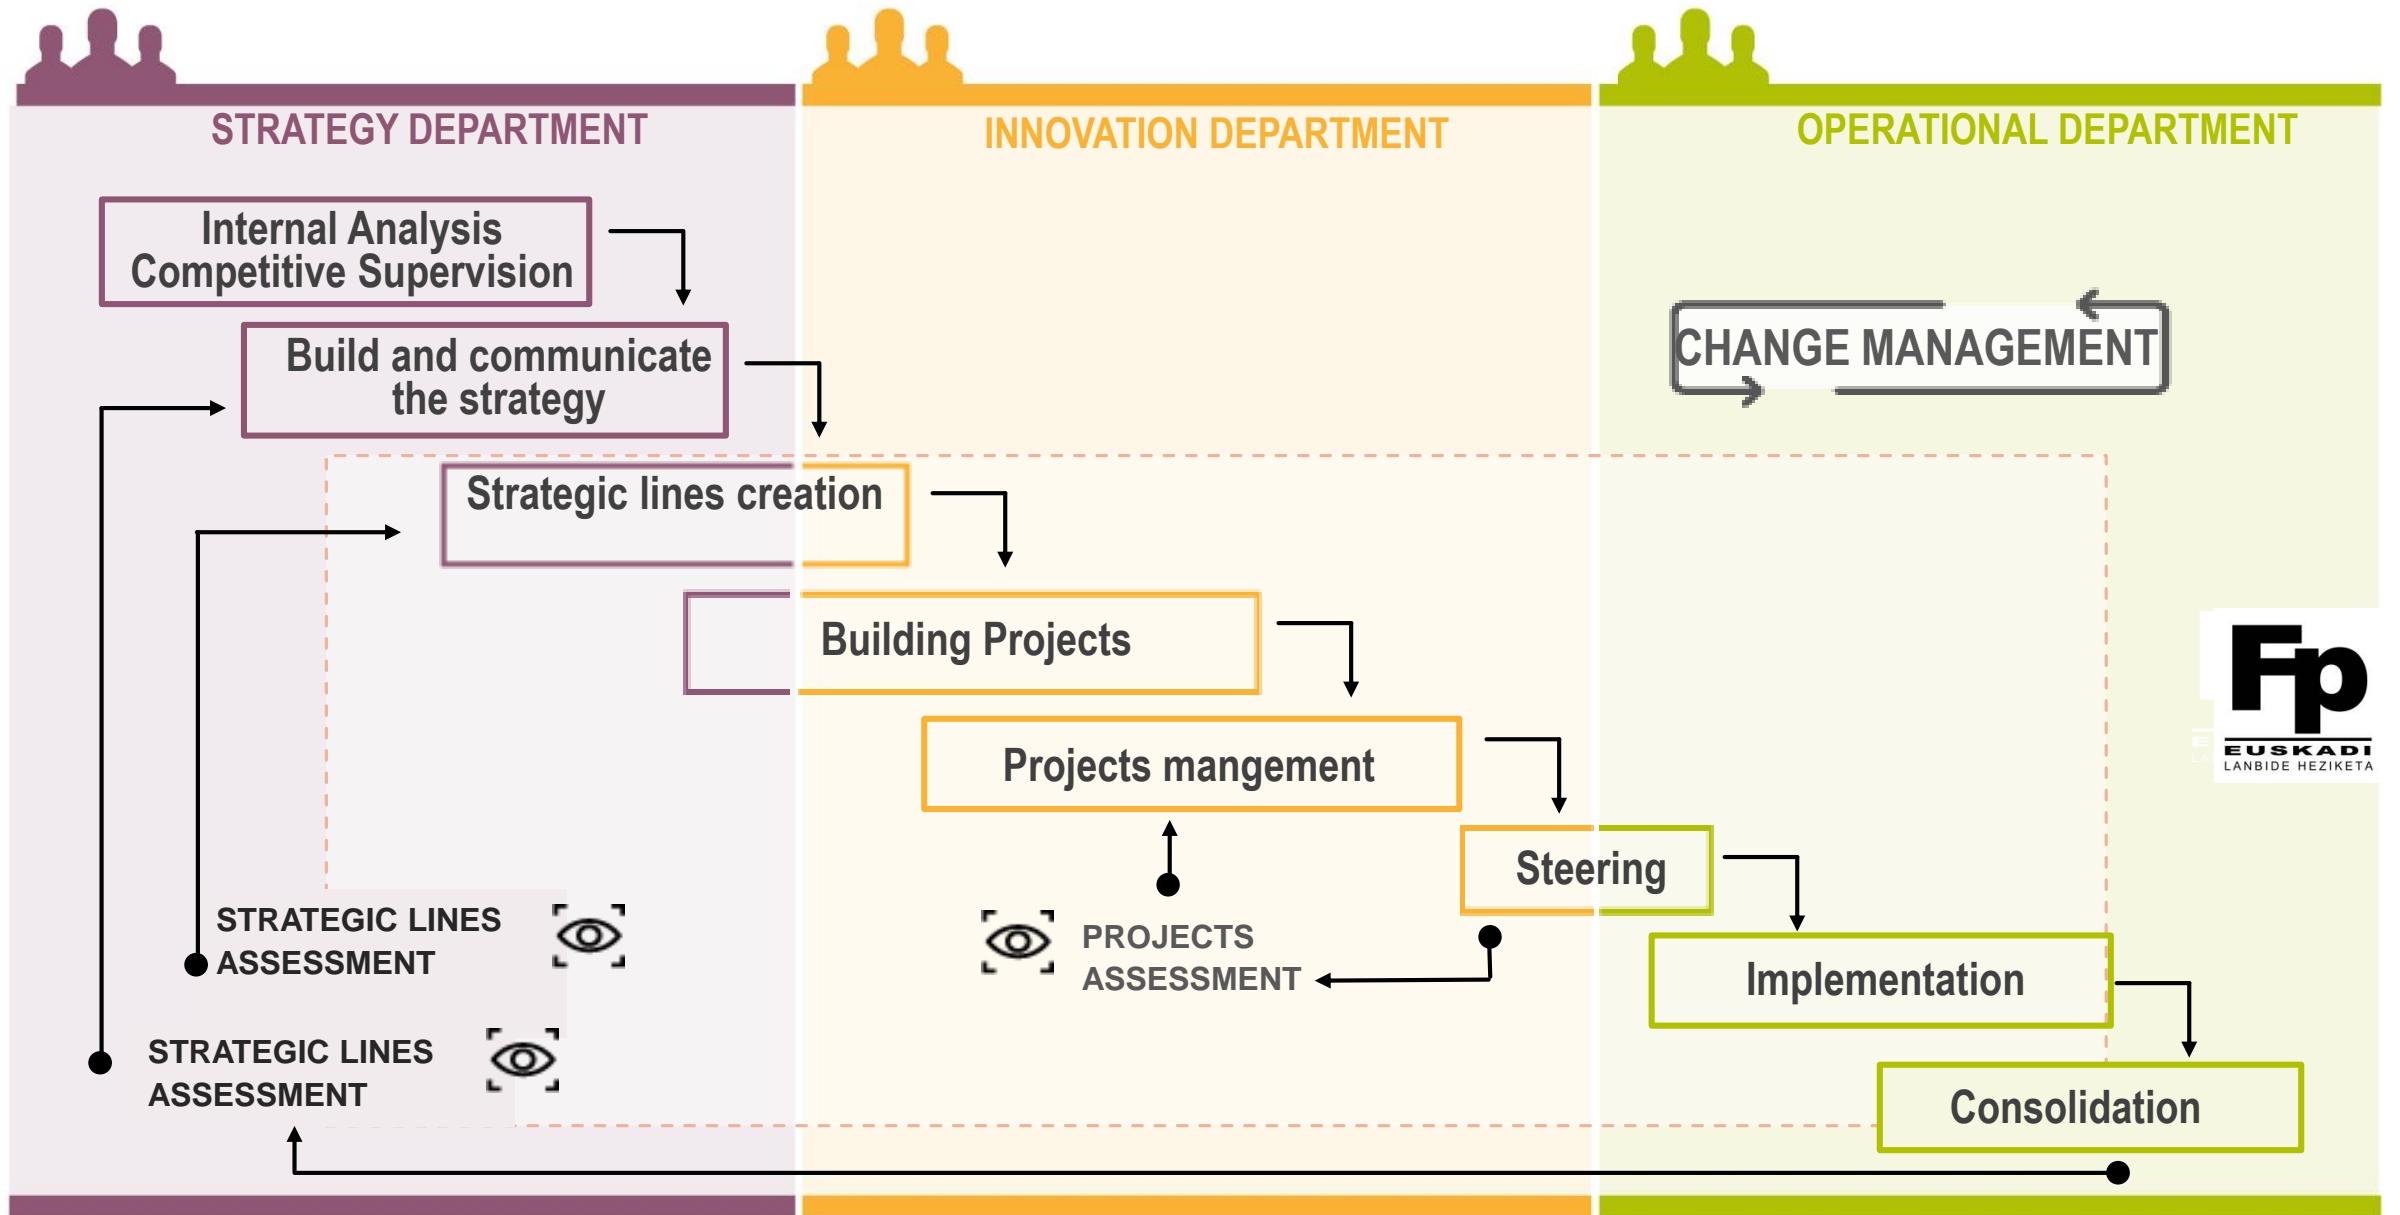 STRATEGY DEPARTMENT
INNOVATION DEPARTMENT
OPERATIONAL DEPARTMENT
Internal Analysis
Competitive Supervision
Build and communicate
the strategy
CHANGE MANAGEMENT
Strategic lines creation
Building Projects
Fp
EUSKADI
LANBIDE HEZIKETA
Projects mangement
Steering
STRATEGIC LINES
ASSESSMENT
PROJECTS
ASSESSMENT
Implementation
STRATEGIC LINES
ASSESSMENT
Consolidation